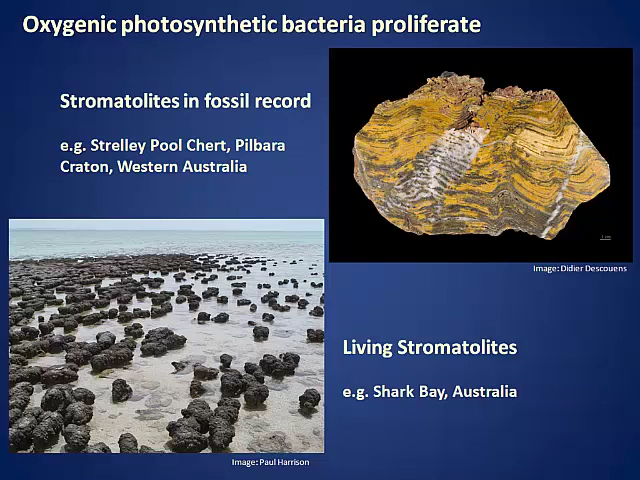 Oxygenic photosynthetic bacteria proliferate
Stromatolites in fossil record
e.g. Strelley Pool Chert, Pilbara
Craton, Western Australia
Image: Didier Descouens
Living Stromatolites
e.g. Shark Bay, Australia
Image: Paul Harrison